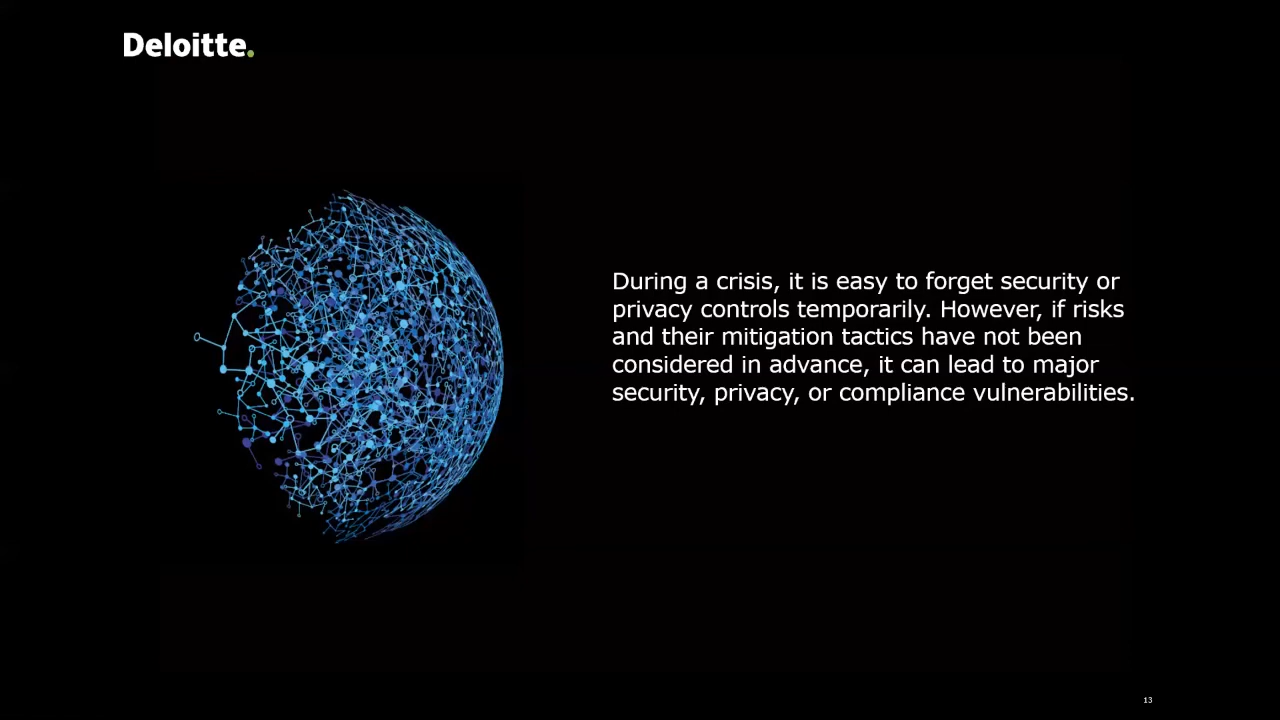 Deloitte.
During a crisis, it is easy to forget security or
privacy controls temporarily. However, if risks
and their mitigation tactics have not been
considered in advance, it can lead to major
security, privacy, or compliance vulnerabilities.
13